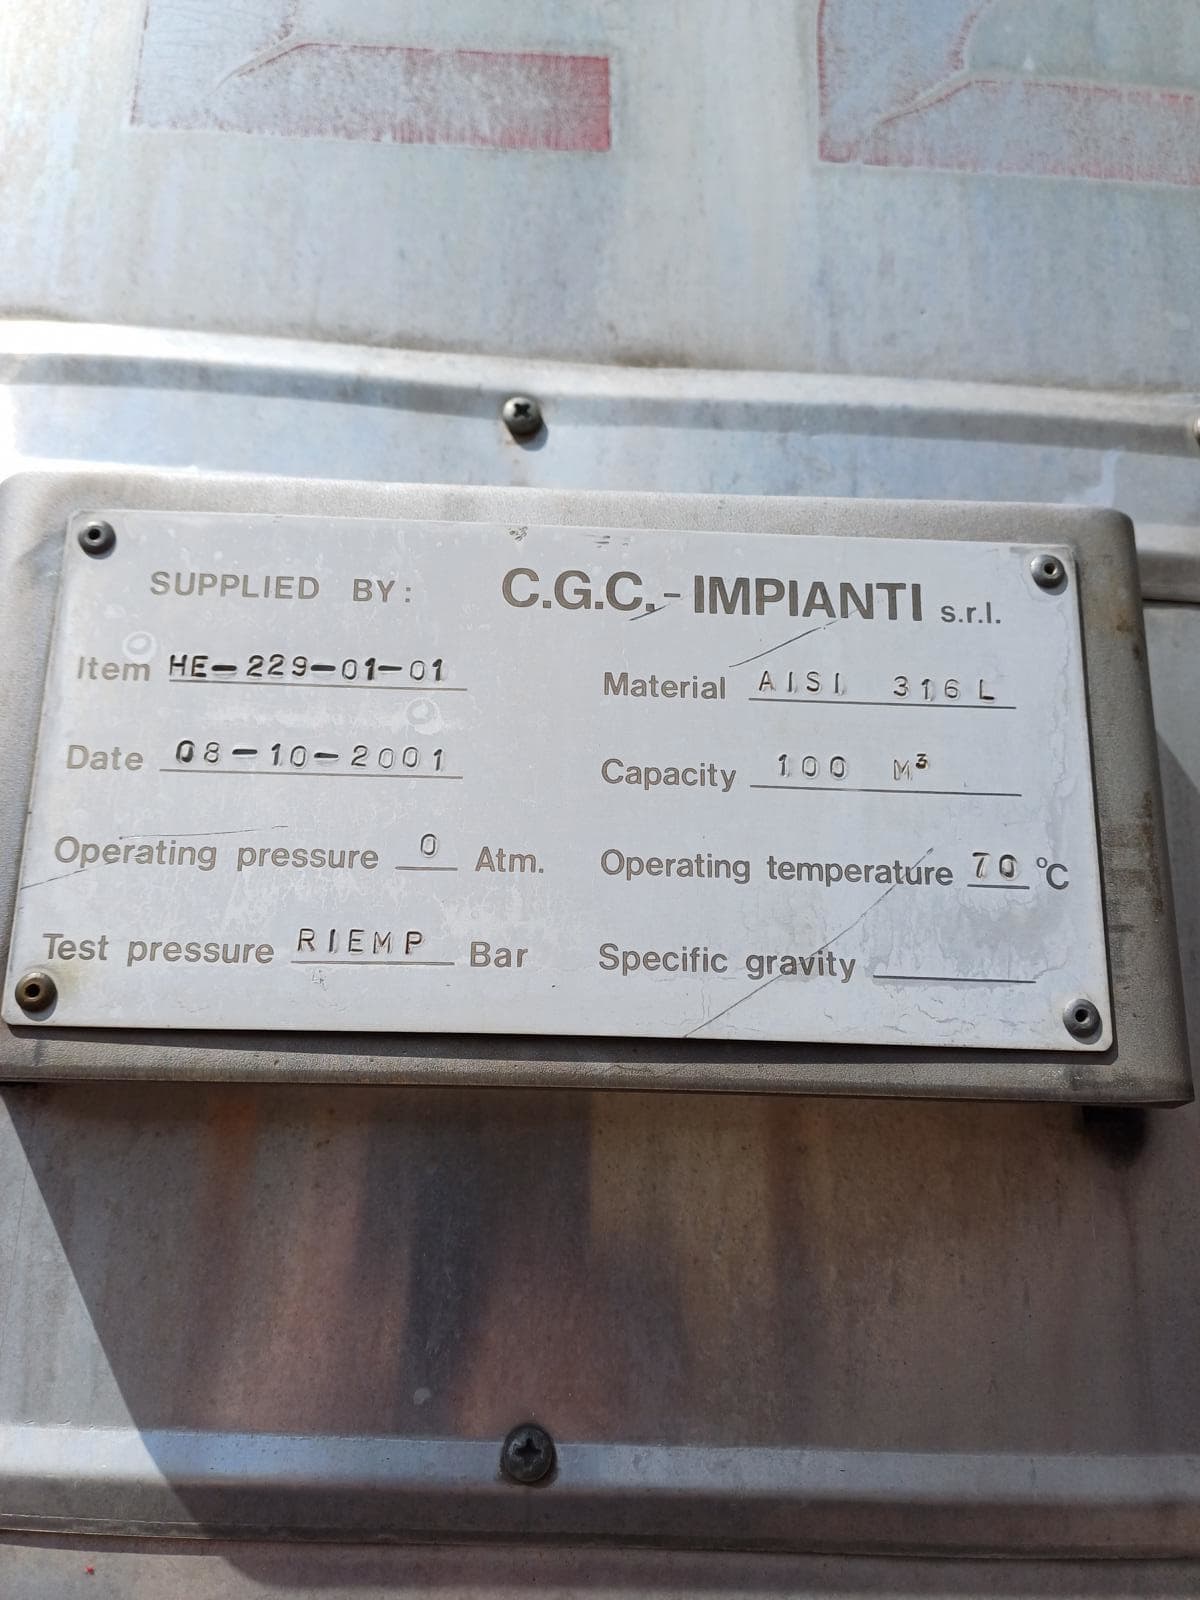 SUPPLIED BY: C.G.C.-IMPIANTI s.r.l.
Item HE-229-01-01
Material AISI 316L
Date 08-10-2001
Capacity 100 M³
Operating pressure 0 Atm.
Operating temperature 70 °C
Test pressure RIEMP Bar
Specific gravity